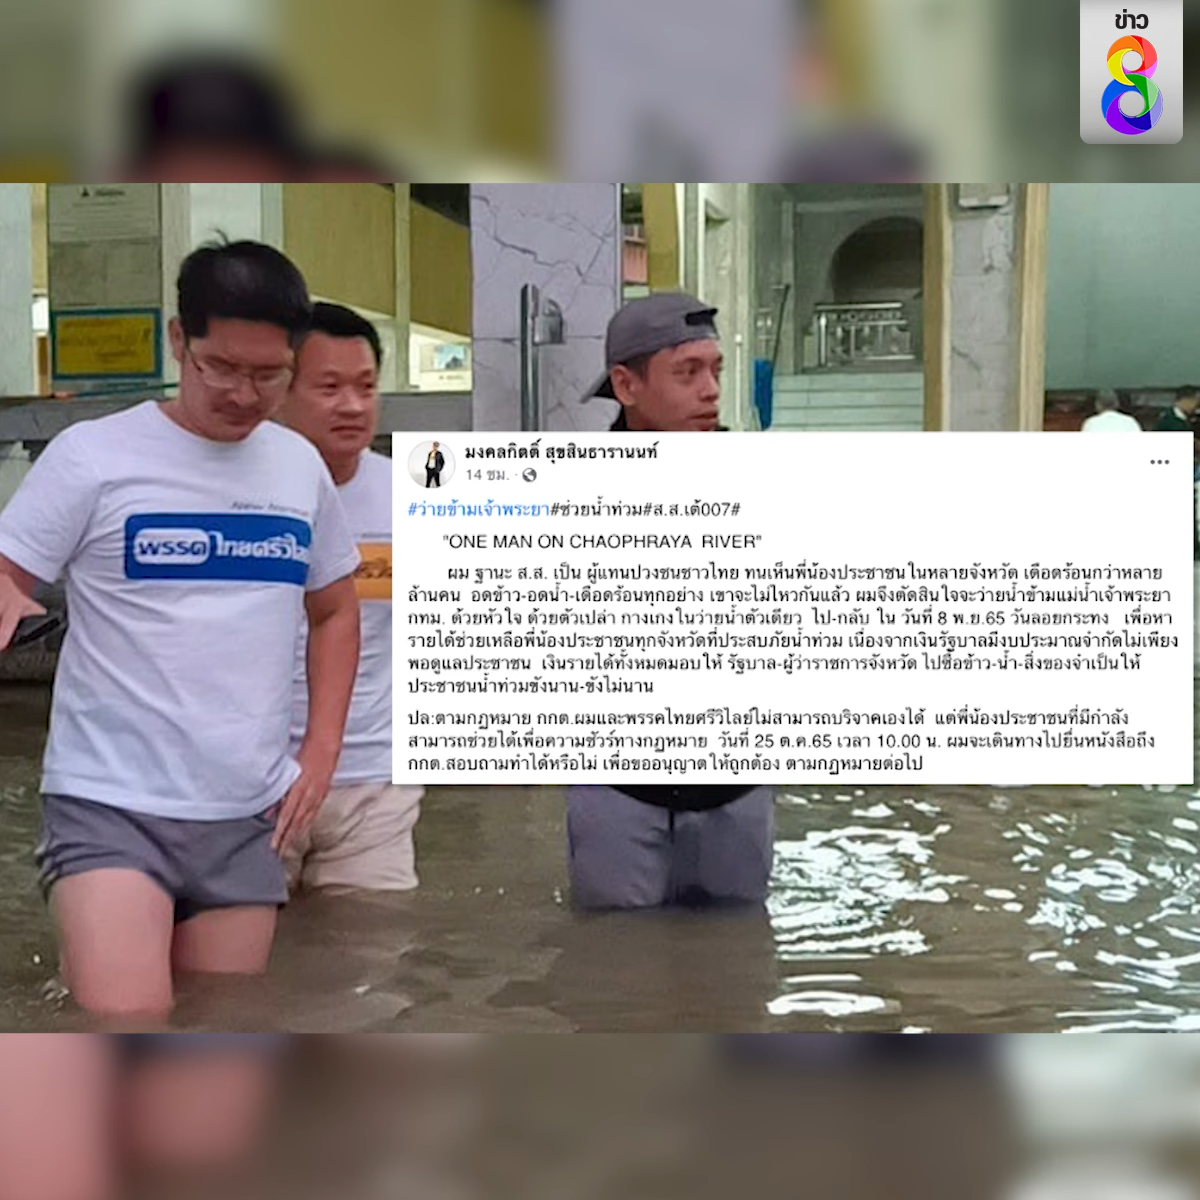 ข่าว
8
พรรคไทยศรีวิไลย์
มงคลกิตติ์ สุขสินธารานนท์
14 ชม.
#ว่ายข้ามเจ้าพระยา#ช่วยน้ำท่วม#ส.ส.เต้007#
"ONE MAN ON CHAOPHRAYA RIVER"
ผม ฐานะ ส.ส. เป็น ผู้แทนปวงชนชาวไทย ทนเห็นพี่น้องประชาชนในหลายจังหวัด เดือดร้อนกว่าหลาย
ล้านคน อดข้าว-อดน้ำ-เดือดร้อนทุกอย่าง เขาจะไม่ไหวกันแล้ว ผมจึงตัดสินใจจะว่ายน้ำข้ามแม่น้ำเจ้าพระยา
กทม. ด้วยหัวใจ ด้วยตัวเปล่า กางเกงในว่ายน้ำตัวเดียว ไป-กลับ ใน วันที่ 8 พ.ย.65 วันลอยกระทง เพื่อหา
รายได้ช่วยเหลือพี่น้องประชาชนทุกจังหวัดที่ประสบภัยน้ำท่วม เนื่องจากเงินรัฐบาลมีงบประมาณจำกัดไม่เพียง
พอดูแลประชาชน เงินรายได้ทั้งหมดมอบให้ รัฐบาล-ผู้ว่าราชการจังหวัด ไปซื้อข้าว-น้ำ-สิ่งของจำเป็นให้
ประชาชนน้ำท่วมขังนาน-ขังไม่นาน
ปล:ตามกฎหมาย กกต.ผมและพรรคไทยศรีวิไลย์ไม่สามารถบริจาคเองได้ แต่พี่น้องประชาชนที่มีกำลัง
สามารถช่วยได้เพื่อความชัวร์ทางกฎหมาย วันที่ 25 ต.ค.65 เวลา 10.00 น. ผมจะเดินทางไปยื่นหนังสือถึง
กกต.สอบถามทำได้หรือไม่ เพื่อขออนุญาตให้ถูกต้อง ตามกฎหมายต่อไป